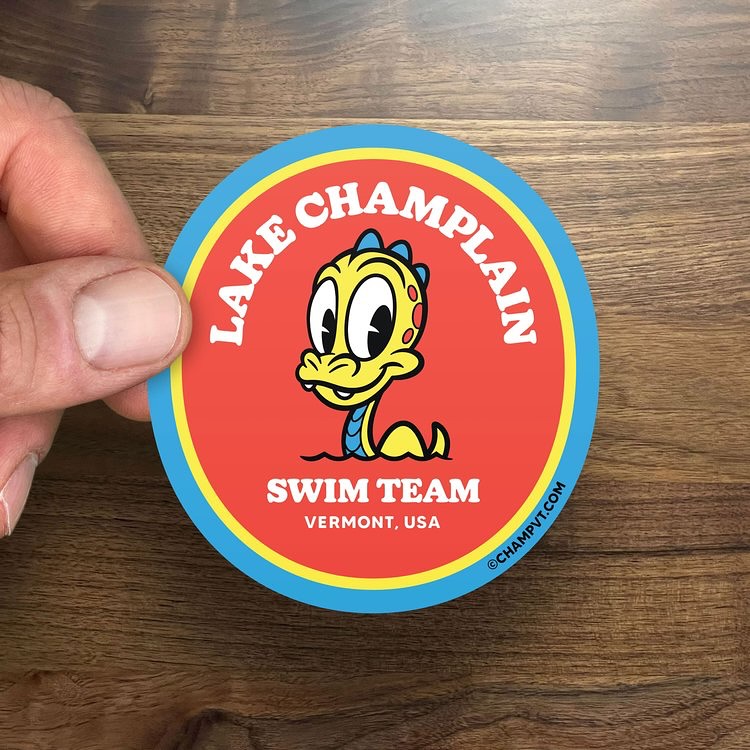 LAKE CHAMPLAIN
SWIM TEAM
VERMONT, USA
©CHAMPVT.COM